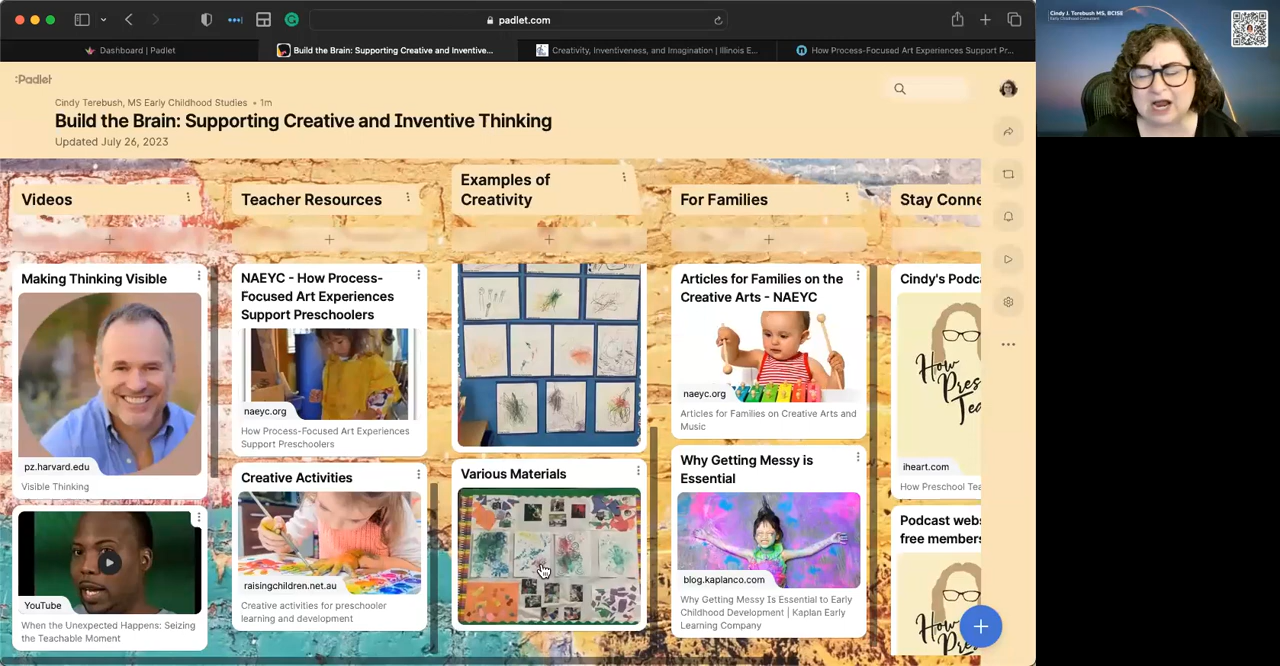 padlet.com
Dashboard | Padlet
Build the Brain: Supporting Creative and Inventive...
Creativity, Inventiveness, and Imagination | Illinois E...
How Process-Focused Art Experiences Support Pr...
Cindy Terebush MS, BCISE
Early Childhood Consultant
:Padlet
Cindy Terebush, MS Early Childhood Studies • 1m
Build the Brain: Supporting Creative and Inventive Thinking
Updated July 26, 2023
Videos
Making Thinking Visible
pz.harvard.edu
Visible Thinking
YouTube
When the Unexpected Happens: Seizing
the Teachable Moment
Teacher Resources
NAEYC - How Process-
Focused Art Experiences
Support Preschoolers
naeyc.org
How Process-Focused Art Experiences
Support Preschoolers
Creative Activities
raisingchildren.net.au
Creative activities for preschooler
learning and development
Examples of
Creativity
Various Materials
For Families
Articles for Families on the
Creative Arts - NAEYC
naeyc.org
Articles for Families on Creative Arts and
Music
Why Getting Messy is
Essential
blog.kaplanco.com
Why Getting Messy Is Essential to Early
Childhood Development | Kaplan Early
Learning Company
Stay Conne
Cindy's Podca
How
Pres
Tea
iheart.com
How Preschool Tea
Podcast webs
free members
How
Pres